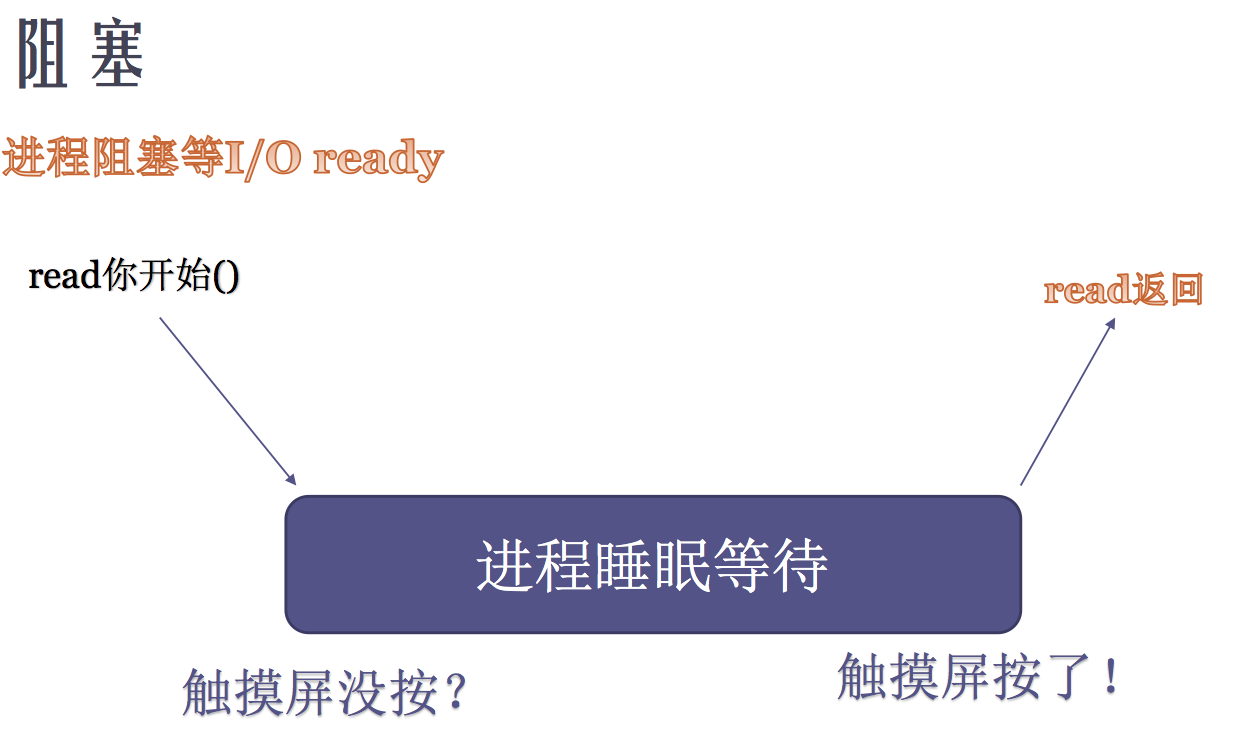 阻 塞
进程阻塞等I/O ready
read你开始()
read返回
进程睡眠等待
触摸屏没按?
触摸屏按了!